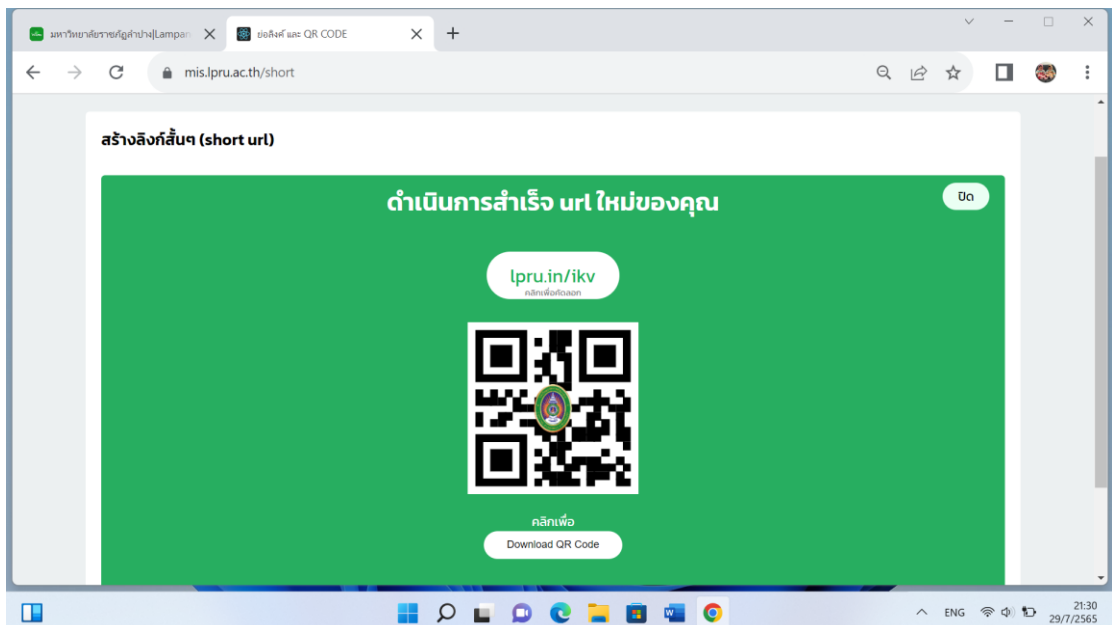 มหาวิทยาลัยราชภัฏลำปาง|Lampan
ย่อลิงค์ และ QR CODE
mis.lpru.ac.th/short
สร้างลิงก์สั้นๆ (short url)
ดำเนินการสำเร็จ url ใหม่ของคุณ
ปิด
lpru.in/ikv
คลิกเพื่อคัดลอก
คลิกเพื่อ
Download QR Code
ENG
21:30
29/7/2565